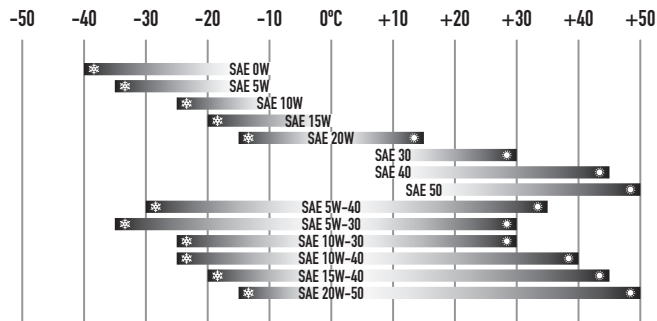 -50 -40 -30 -20 -10 0°C +10 +20 +30 +40 +50
SAE 0W
SAE 5W
SAE 10W
SAE 15W
SAE 20W
SAE 30
SAE 40
SAE 50
SAE 5W-40
SAE 5W-30
SAE 10W-30
SAE 10W-40
SAE 15W-40
SAE 20W-50